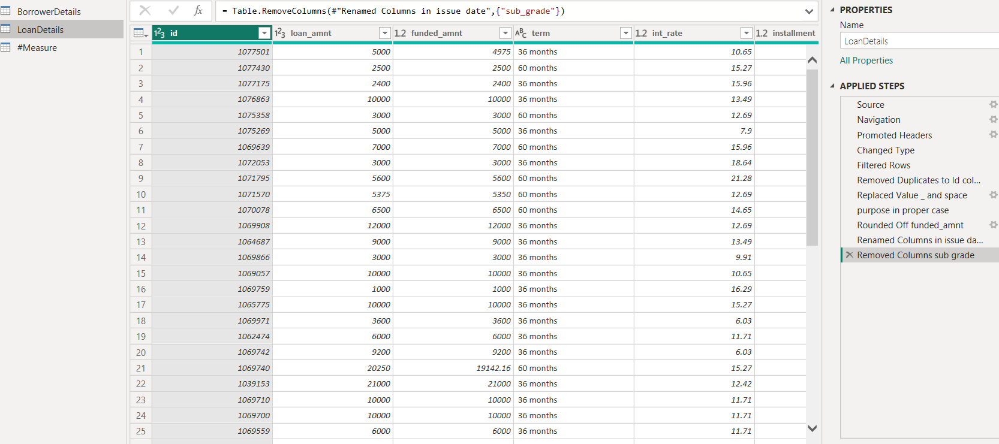 BorrowerDetails
LoanDetails
#Measure
fx = Table.RemoveColumns(#"Renamed Columns in issue date",{"sub_grade"})
1²3 id 1²3 loan_amnt 1.2 funded_amnt ABC term 1.2 int_rate 1.2 installment
1 1077501 5000 4975 36 months 10.65
2 1077430 2500 2500 60 months 15.27
3 1077175 2400 2400 36 months 15.96
4 1076863 10000 10000 36 months 13.49
5 1075358 3000 3000 60 months 12.69
6 1075269 5000 5000 36 months 7.9
7 1069639 7000 7000 60 months 15.96
8 1072053 3000 3000 36 months 18.64
9 1071795 5600 5600 60 months 21.28
10 1071570 5375 5350 60 months 12.69
11 1070078 6500 6500 60 months 14.65
12 1069908 12000 12000 36 months 12.69
13 1064687 9000 9000 36 months 13.49
14 1069866 3000 3000 36 months 9.91
15 1069057 10000 10000 36 months 10.65
16 1069759 1000 1000 36 months 16.29
17 1065775 10000 10000 36 months 15.27
18 1069971 3600 3600 36 months 6.03
19 1062474 6000 6000 36 months 11.71
20 1069742 9200 9200 36 months 6.03
21 1069740 20250 19142.16 60 months 15.27
22 1039153 21000 21000 36 months 12.42
23 1069710 10000 10000 36 months 11.71
24 1069700 10000 10000 36 months 11.71
25 1069559 6000 6000 36 months 11.71
PROPERTIES
Name
LoanDetails
All Properties
APPLIED STEPS
Source
Navigation
Promoted Headers
Changed Type
Filtered Rows
Removed Duplicates to Id col...
Replaced Value _ and space
purpose in proper case
Rounded Off funded_amnt
Renamed Columns in issue da...
Removed Columns sub grade